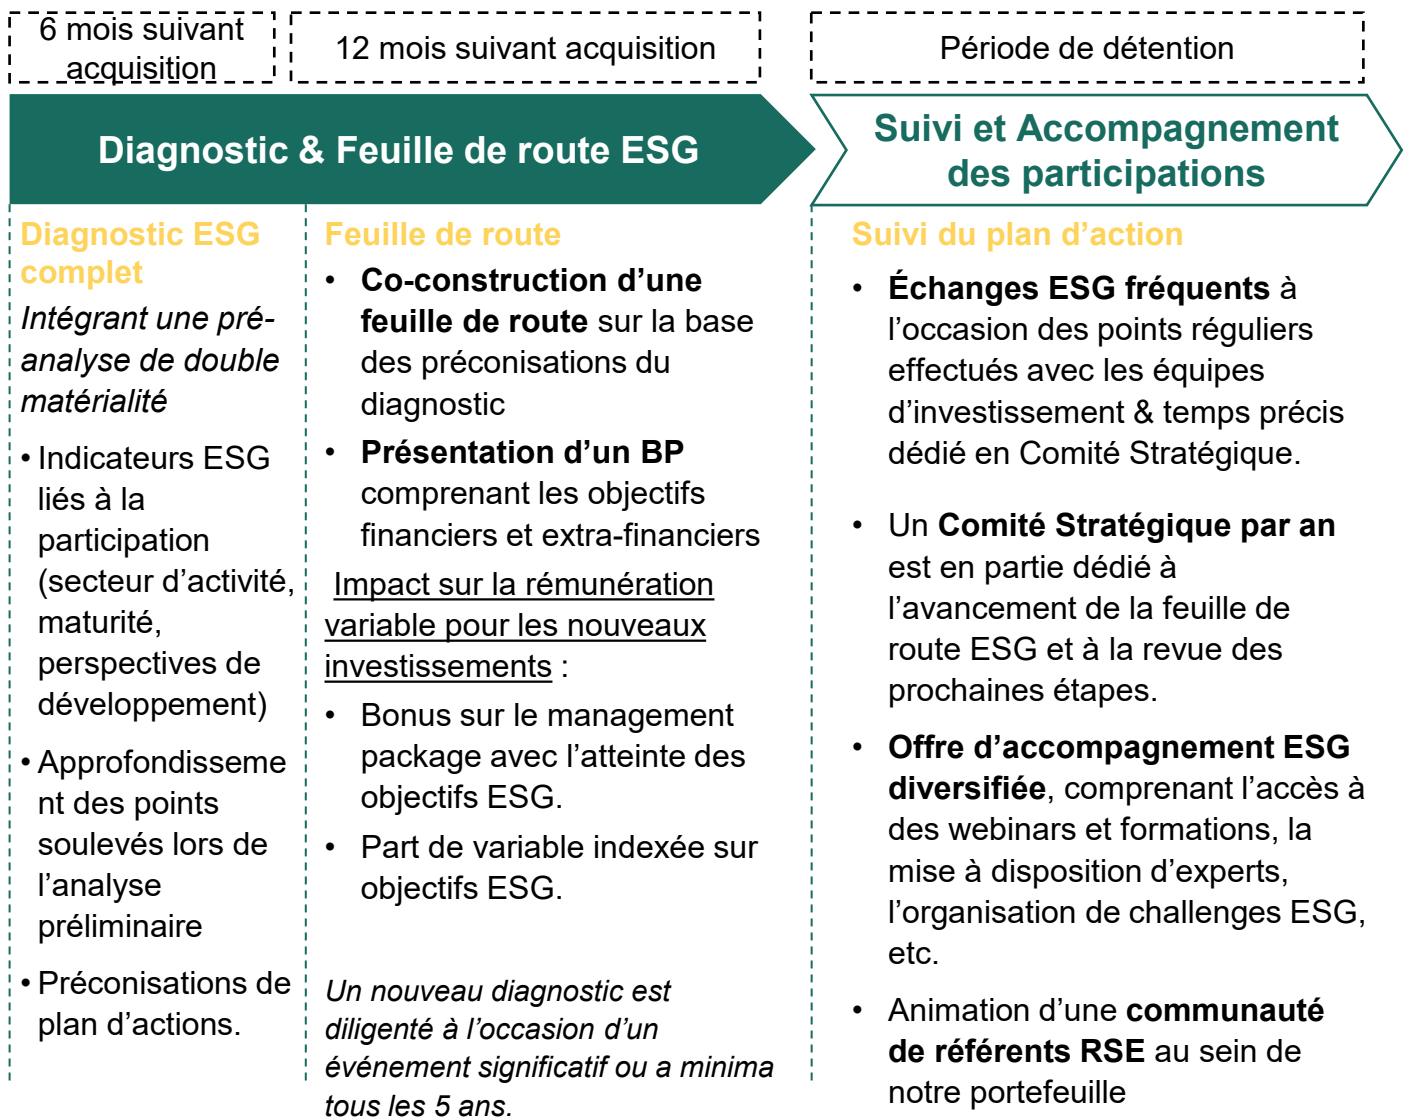 6 mois suivant
acquisition
12 mois suivant acquisition
Période de détention
Diagnostic & Feuille de route ESG
Suivi et Accompagnement
des participations
Diagnostic ESG
complet
Intégrant une pré-
analyse de double
matérialité
• Indicateurs ESG
liés à la
participation
(secteur d’activité,
maturité,
perspectives de
développement)
• Approfondisseme
nt des points
soulevés lors de
l’analyse
préliminaire
• Préconisations de
plan d’actions.
Feuille de route
• Co-construction d’une
feuille de route sur la base
des préconisations du
diagnostic
• Présentation d’un BP
comprenant les objectifs
financiers et extra-financiers
Impact sur la rémunération
variable pour les nouveaux
investissements :
• Bonus sur le management
package avec l’atteinte des
objectifs ESG.
• Part de variable indexée sur
objectifs ESG.
Un nouveau diagnostic est
diligenté à l’occasion d’un
événement significatif ou a minima
tous les 5 ans.
Suivi du plan d’action
• Échanges ESG fréquents à
l’occasion des points réguliers
effectués avec les équipes
d’investissement & temps précis
dédié en Comité Stratégique.
• Un Comité Stratégique par an
est en partie dédié à
l’avancement de la feuille de
route ESG et à la revue des
prochaines étapes.
• Offre d’accompagnement ESG
diversifiée, comprenant l’accès à
des webinars et formations, la
mise à disposition d’experts,
l’organisation de challenges ESG,
etc.
• Animation d’une communauté
de référents RSE au sein de
notre portefeuille